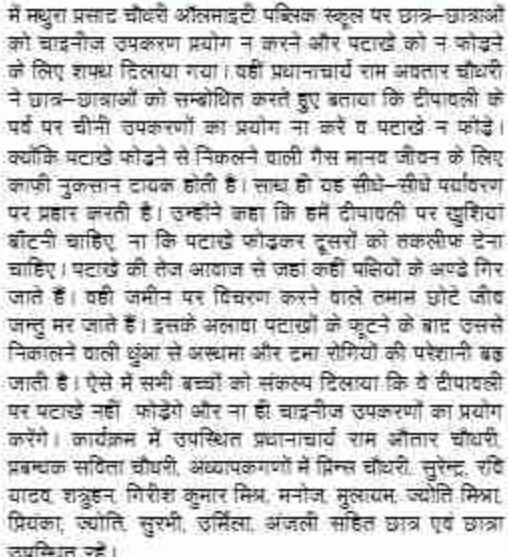 में मथुरा प्रसाद चौधरी ऑलमाइटी पब्लिक स्कूल पर छात्र–छात्राओं
को चाइनीज उपकरण प्रयोग न करने और पटाखे को न फोड़ने
के लिए शपथ दिलाया गया। वहीं प्रधानाचार्य राम अवतार चौधरी
ने छात्र–छात्राओं को सम्बोधित करते हुए बताया कि दीपावली के
पर्व पर चीनी उपकरणों का प्रयोग ना करें व पटाखे न फोड़े।
क्योंकि पटाखे फोड़ने से निकलने वाली गैस मानव जीवन के लिए
काफी नुकसान दायक होती है। साथ ही यह सीधे–सीधे पर्यावरण
पर प्रहार करती है। उन्होंने कहा कि हमें दीपावली पर खुशियां
बाँटनी चाहिए, ना कि पटाखे फोड़कर दूसरों को तकलीफ देना
चाहिए। पटाखे की तेज आवाज से जहां कहीं पक्षियों के अण्डे गिर
जाते हैं। वही जमीन पर विचरण करने वाले तमाम छोटे जीव
जन्तु मर जाते हैं। इसके अलावा पटाखों के फूटने के बाद उससे
निकालने वाली धुंआ से अस्थमा और दमा रोगियों की परेशानी बढ़
जाती है। ऐसे में सभी बच्चों को संकल्प दिलाया कि वे दीपावली
पर पटाखे नहीं फोड़ेंगे और ना ही चाइनीज उपकरणों का प्रयोग
करेंगे। कार्यक्रम में उपस्थित प्रधानाचार्य राम औतार चौधरी,
प्रबन्धक सविता चौधरी, अध्यापकगणों में प्रिन्स चौधरी, सुरेन्द्र, रवि
यादव, शत्रुहन, गिरीश कुमार मिश्र, मनोज, मुलायम, ज्योति मिश्रा,
प्रियंका, ज्योति, सुरभी, उर्मिला, अंजली सहित छात्र एवं छात्रा
उपस्थित रहें।